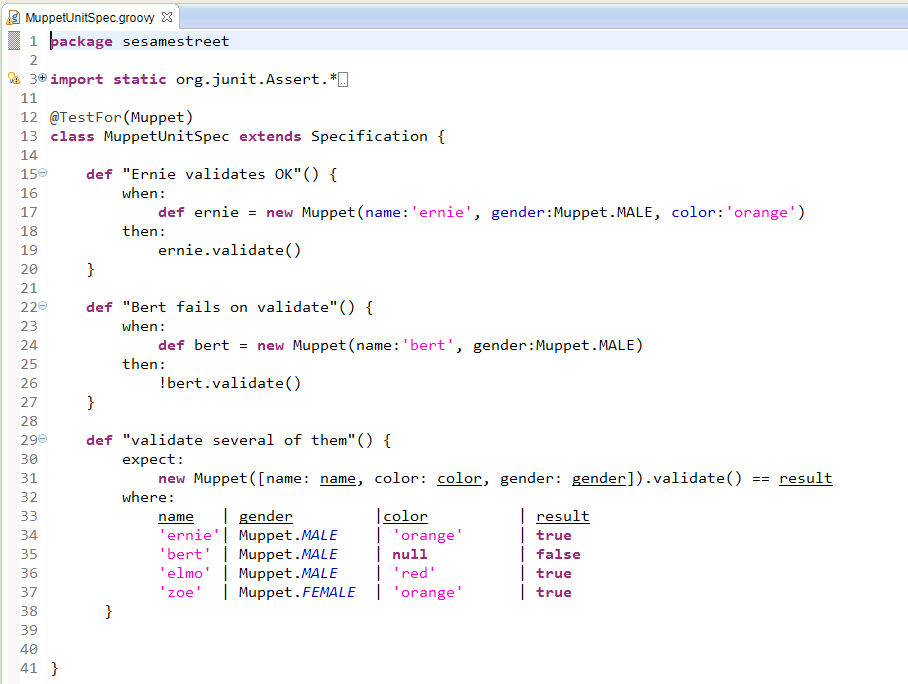 MuppetUnitSpec.groovy
1 package sesamestreet
2
3 import static org.junit.Assert.*
11
12 @TestFor(Muppet)
13 class MuppetUnitSpec extends Specification {
14
15 def "Ernie validates OK"() {
16 when:
17 def ernie = new Muppet(name:'ernie', gender:Muppet.MALE, color:'orange')
18 then:
19 ernie.validate()
20 }
21
22 def "Bert fails on validate"() {
23 when:
24 def bert = new Muppet(name:'bert', gender:Muppet.MALE)
25 then:
26 !bert.validate()
27 }
28
29 def "validate several of them"() {
30 expect:
31 new Muppet([name: name, color: color, gender: gender]).validate() == result
32 where:
33 name | gender |color | result
34 'ernie'| Muppet.MALE | 'orange' | true
35 'bert' | Muppet.MALE | null | false
36 'elmo' | Muppet.MALE | 'red' | true
37 'zoe' | Muppet.FEMALE | 'orange' | true
38 }
39
40
41 }